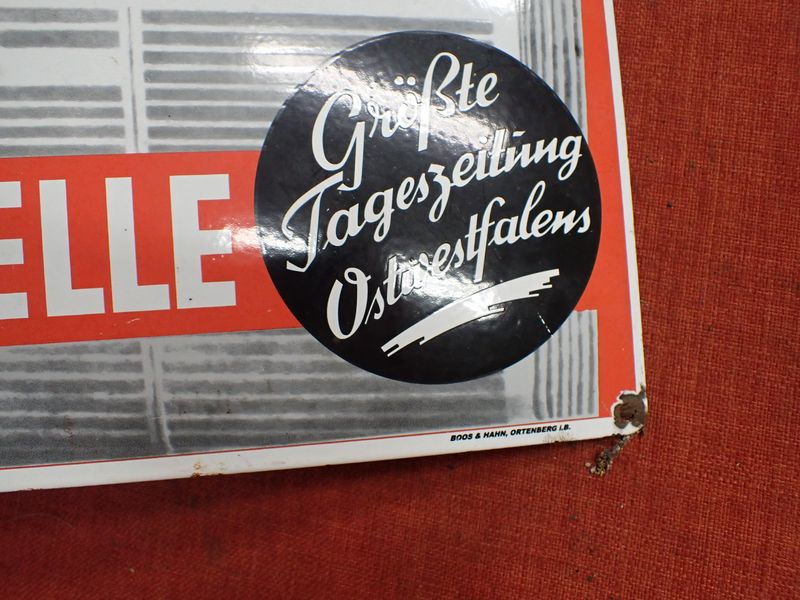 ELLE
Größte
Tageszeitung
Ostwestfalens
BOOS & HAHN, ORTENBERG I.B.